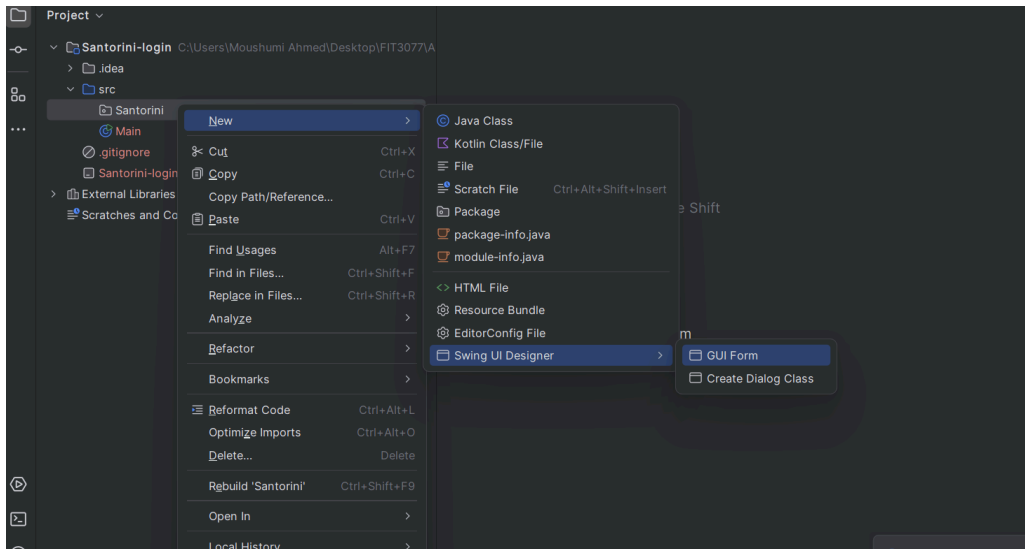 Project
Santorini-login C:\Users\Moushumi Ahmed\Desktop\FIT3077\A
.idea
src
Santorini
Main
.gitignore
Santorini-login
External Libraries
Scratches and Co
New
Cut Ctrl+X
Copy Ctrl+C
Copy Path/Reference...
Paste Ctrl+V
Find Usages Alt+F7
Find in Files... Ctrl+Shift+F
Replace in Files... Ctrl+Shift+R
Analyze
Refactor
Bookmarks
Reformat Code Ctrl+Alt+L
Optimize Imports Ctrl+Alt+O
Delete... Delete
Rebuild 'Santorini' Ctrl+Shift+F9
Open In
Local History
Java Class
Kotlin Class/File
File
Scratch File Ctrl+Alt+Shift+Insert
Package
package-info.java
module-info.java
HTML File
Resource Bundle
EditorConfig File
Swing UI Designer
e Shift
m
GUI Form
Create Dialog Class